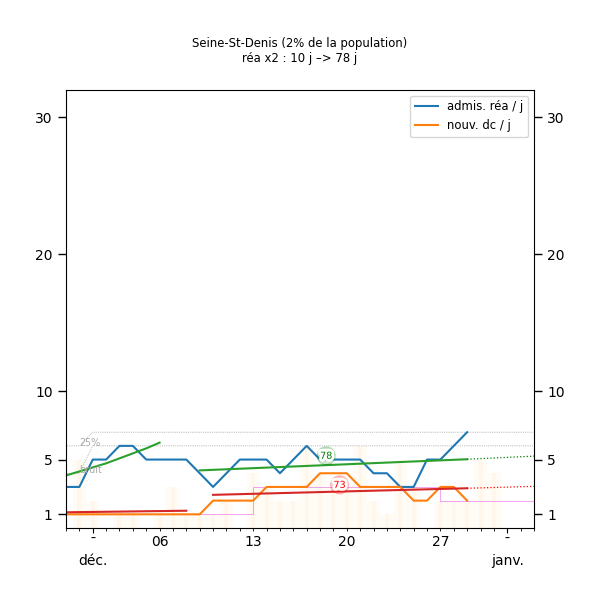 Seine-St-Denis (2% de la population)
réa x2 : 10 j –> 78 j
admis. réa / j
nouv. dc / j
30 30
20 20
10 10
25%
5 78 5
bruit
73
1 1
- 06 13 20 27 -
déc. janv.